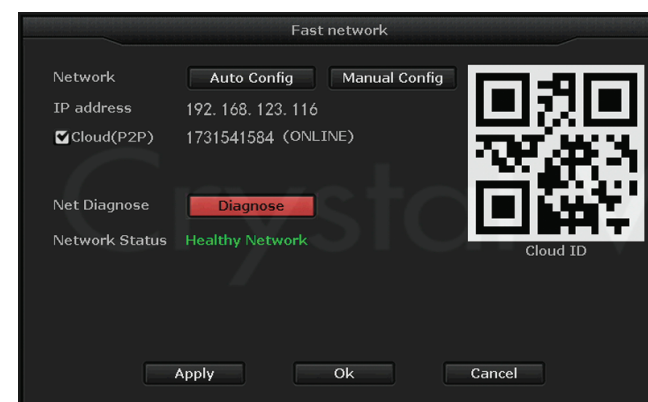 Fast network
Network Auto Config Manual Config
IP address 192. 168. 123. 116
Cloud(P2P) 1731541584 (ONLINE)
Net Diagnose Diagnose
Network Status Healthy Network
Cloud ID
Apply Ok Cancel